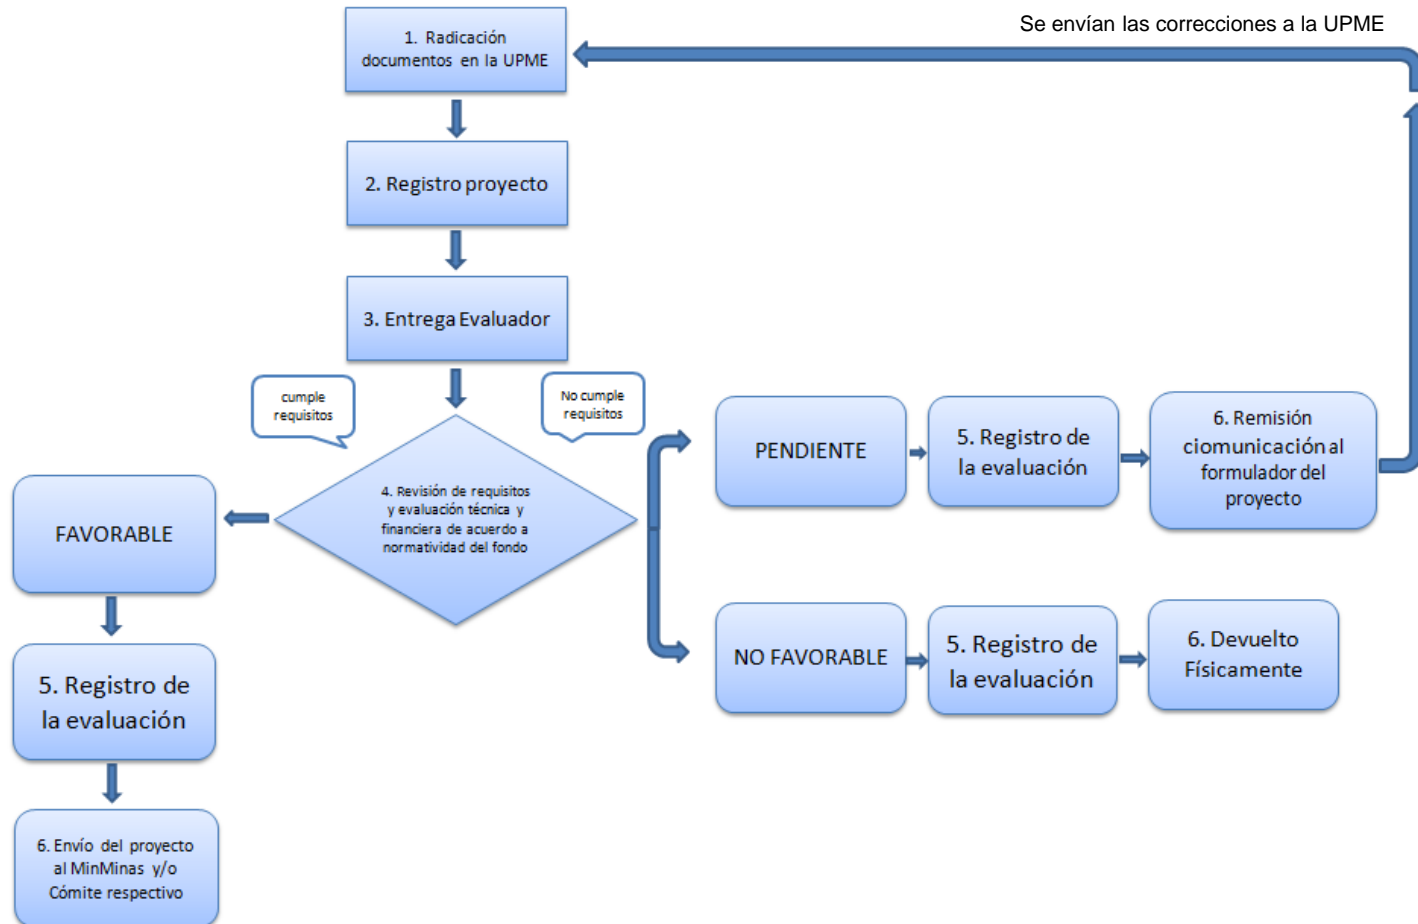 Se envían las correcciones a la UPME
1. Radicación
documentos en la UPME
2. Registro proyecto
3. Entrega Evaluador
cumple
requisitos
No cumple
requisitos
4. Revisión de requisitos
y evaluación técnica y
financiera de acuerdo a
normatividad del fondo
PENDIENTE
5. Registro de
la evaluación
6. Remisión
ciomunicación al
formulador del
proyecto
FAVORABLE
NO FAVORABLE
5. Registro de
la evaluación
6. Devuelto
Físicamente
5. Registro de
la evaluación
6. Envío del proyecto
al MinMinas y/o
Cómite respectivo